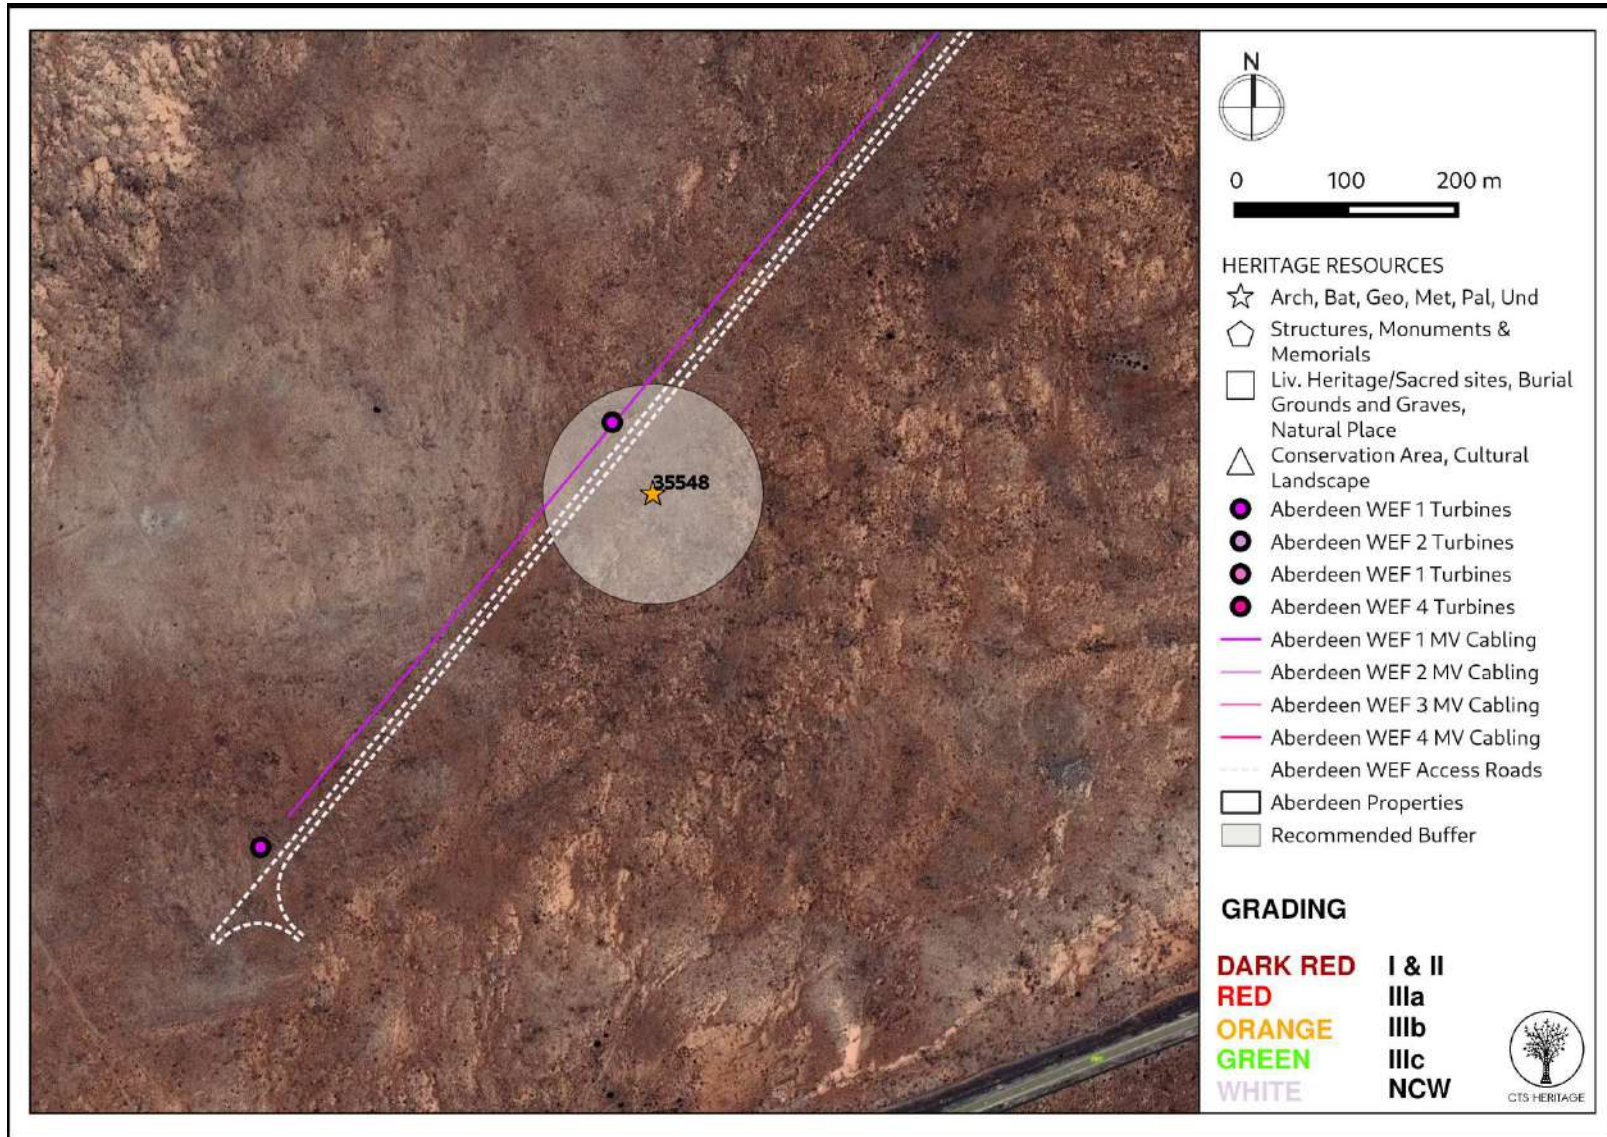 N
0 100 200 m
HERITAGE RESOURCES
Arch, Bat, Geo, Met, Pal, Und
Structures, Monuments &
Memorials
Liv. Heritage/Sacred sites, Burial
Grounds and Graves,
Natural Place
Conservation Area, Cultural
Landscape
Aberdeen WEF 1 Turbines
Aberdeen WEF 2 Turbines
Aberdeen WEF 1 Turbines
Aberdeen WEF 4 Turbines
Aberdeen WEF 1 MV Cabling
Aberdeen WEF 2 MV Cabling
Aberdeen WEF 3 MV Cabling
Aberdeen WEF 4 MV Cabling
Aberdeen WEF Access Roads
Aberdeen Properties
Recommended Buffer
GRADING
DARK RED I & II
RED IIIa
ORANGE IIIb
GREEN IIIc
WHITE NCW
CTS HERITAGE
35548